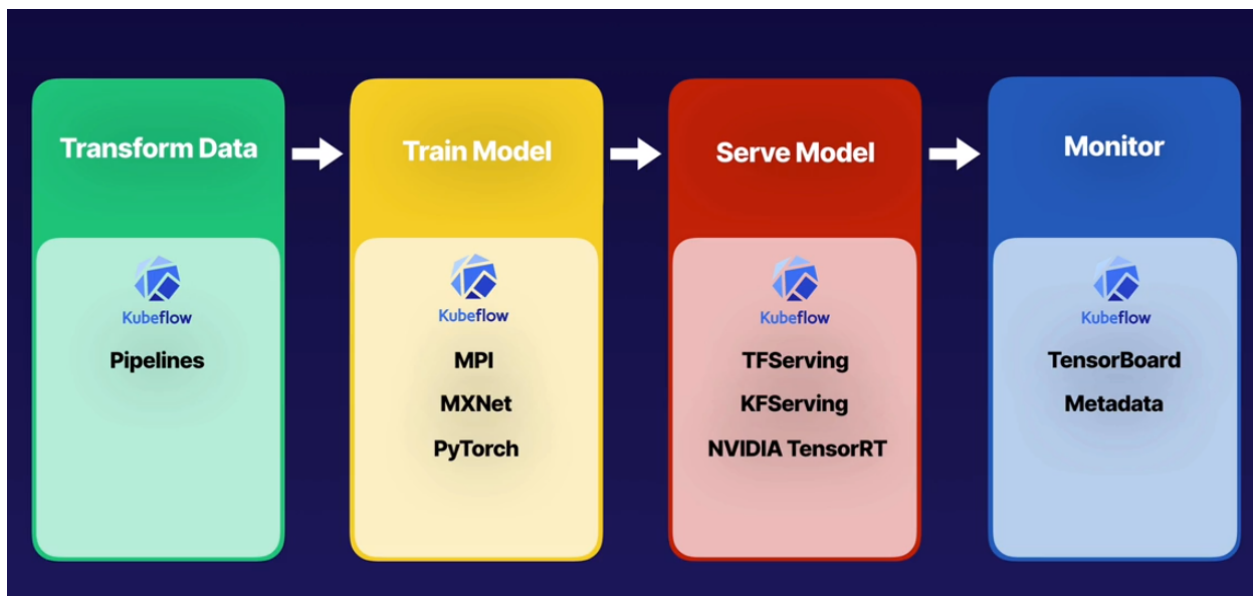 Transform Data
Kubeflow
Pipelines
Train Model
Kubeflow
MPI
MXNet
PyTorch
Serve Model
Kubeflow
TFServing
KFServing
NVIDIA TensorRT
Monitor
Kubeflow
TensorBoard
Metadata